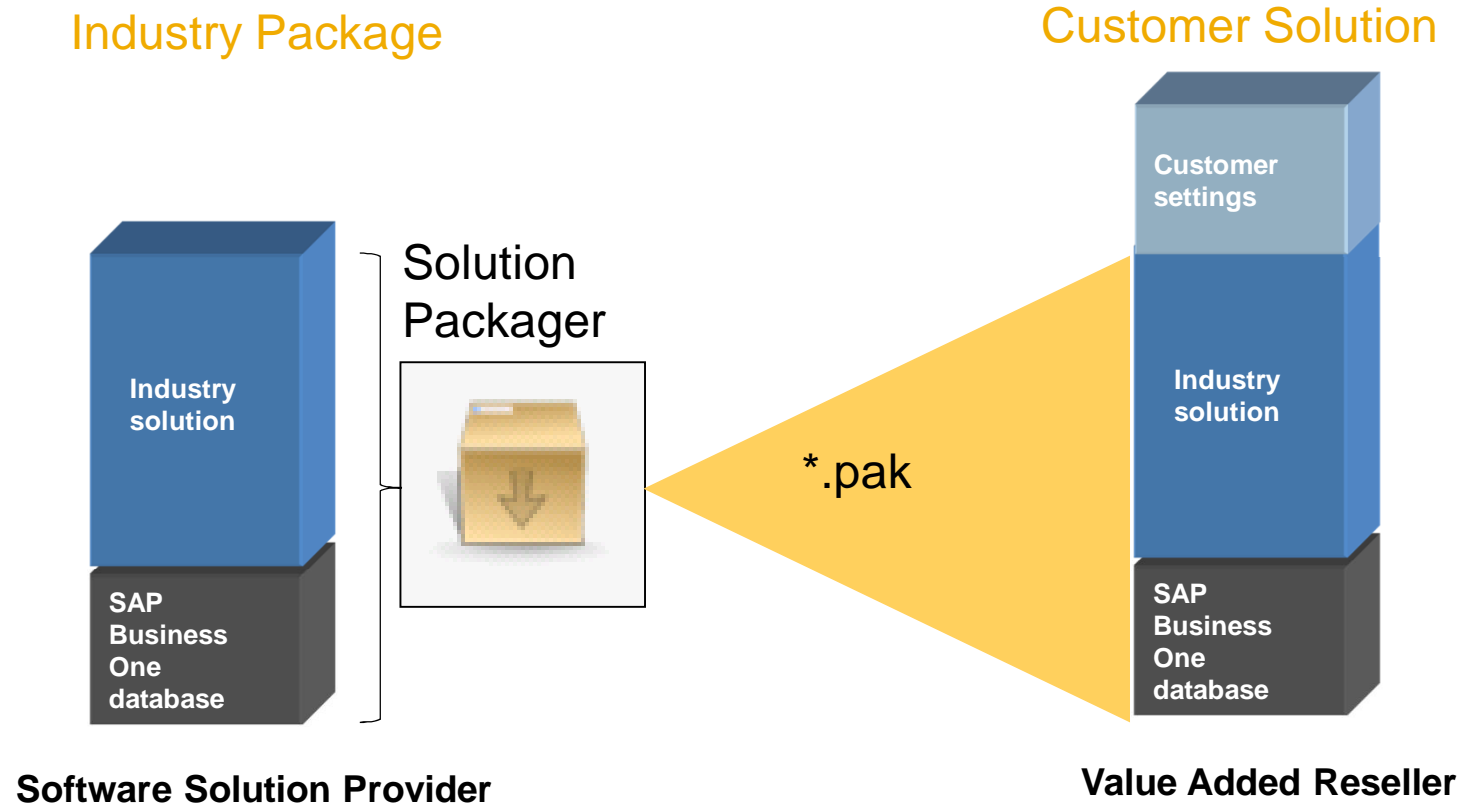 Industry Package
Customer Solution
Customer
settings
Solution
Packager
Industry
solution
Industry
solution
*.pak
SAP
Business
One
database
SAP
Business
One
database
Software Solution Provider
Value Added Reseller